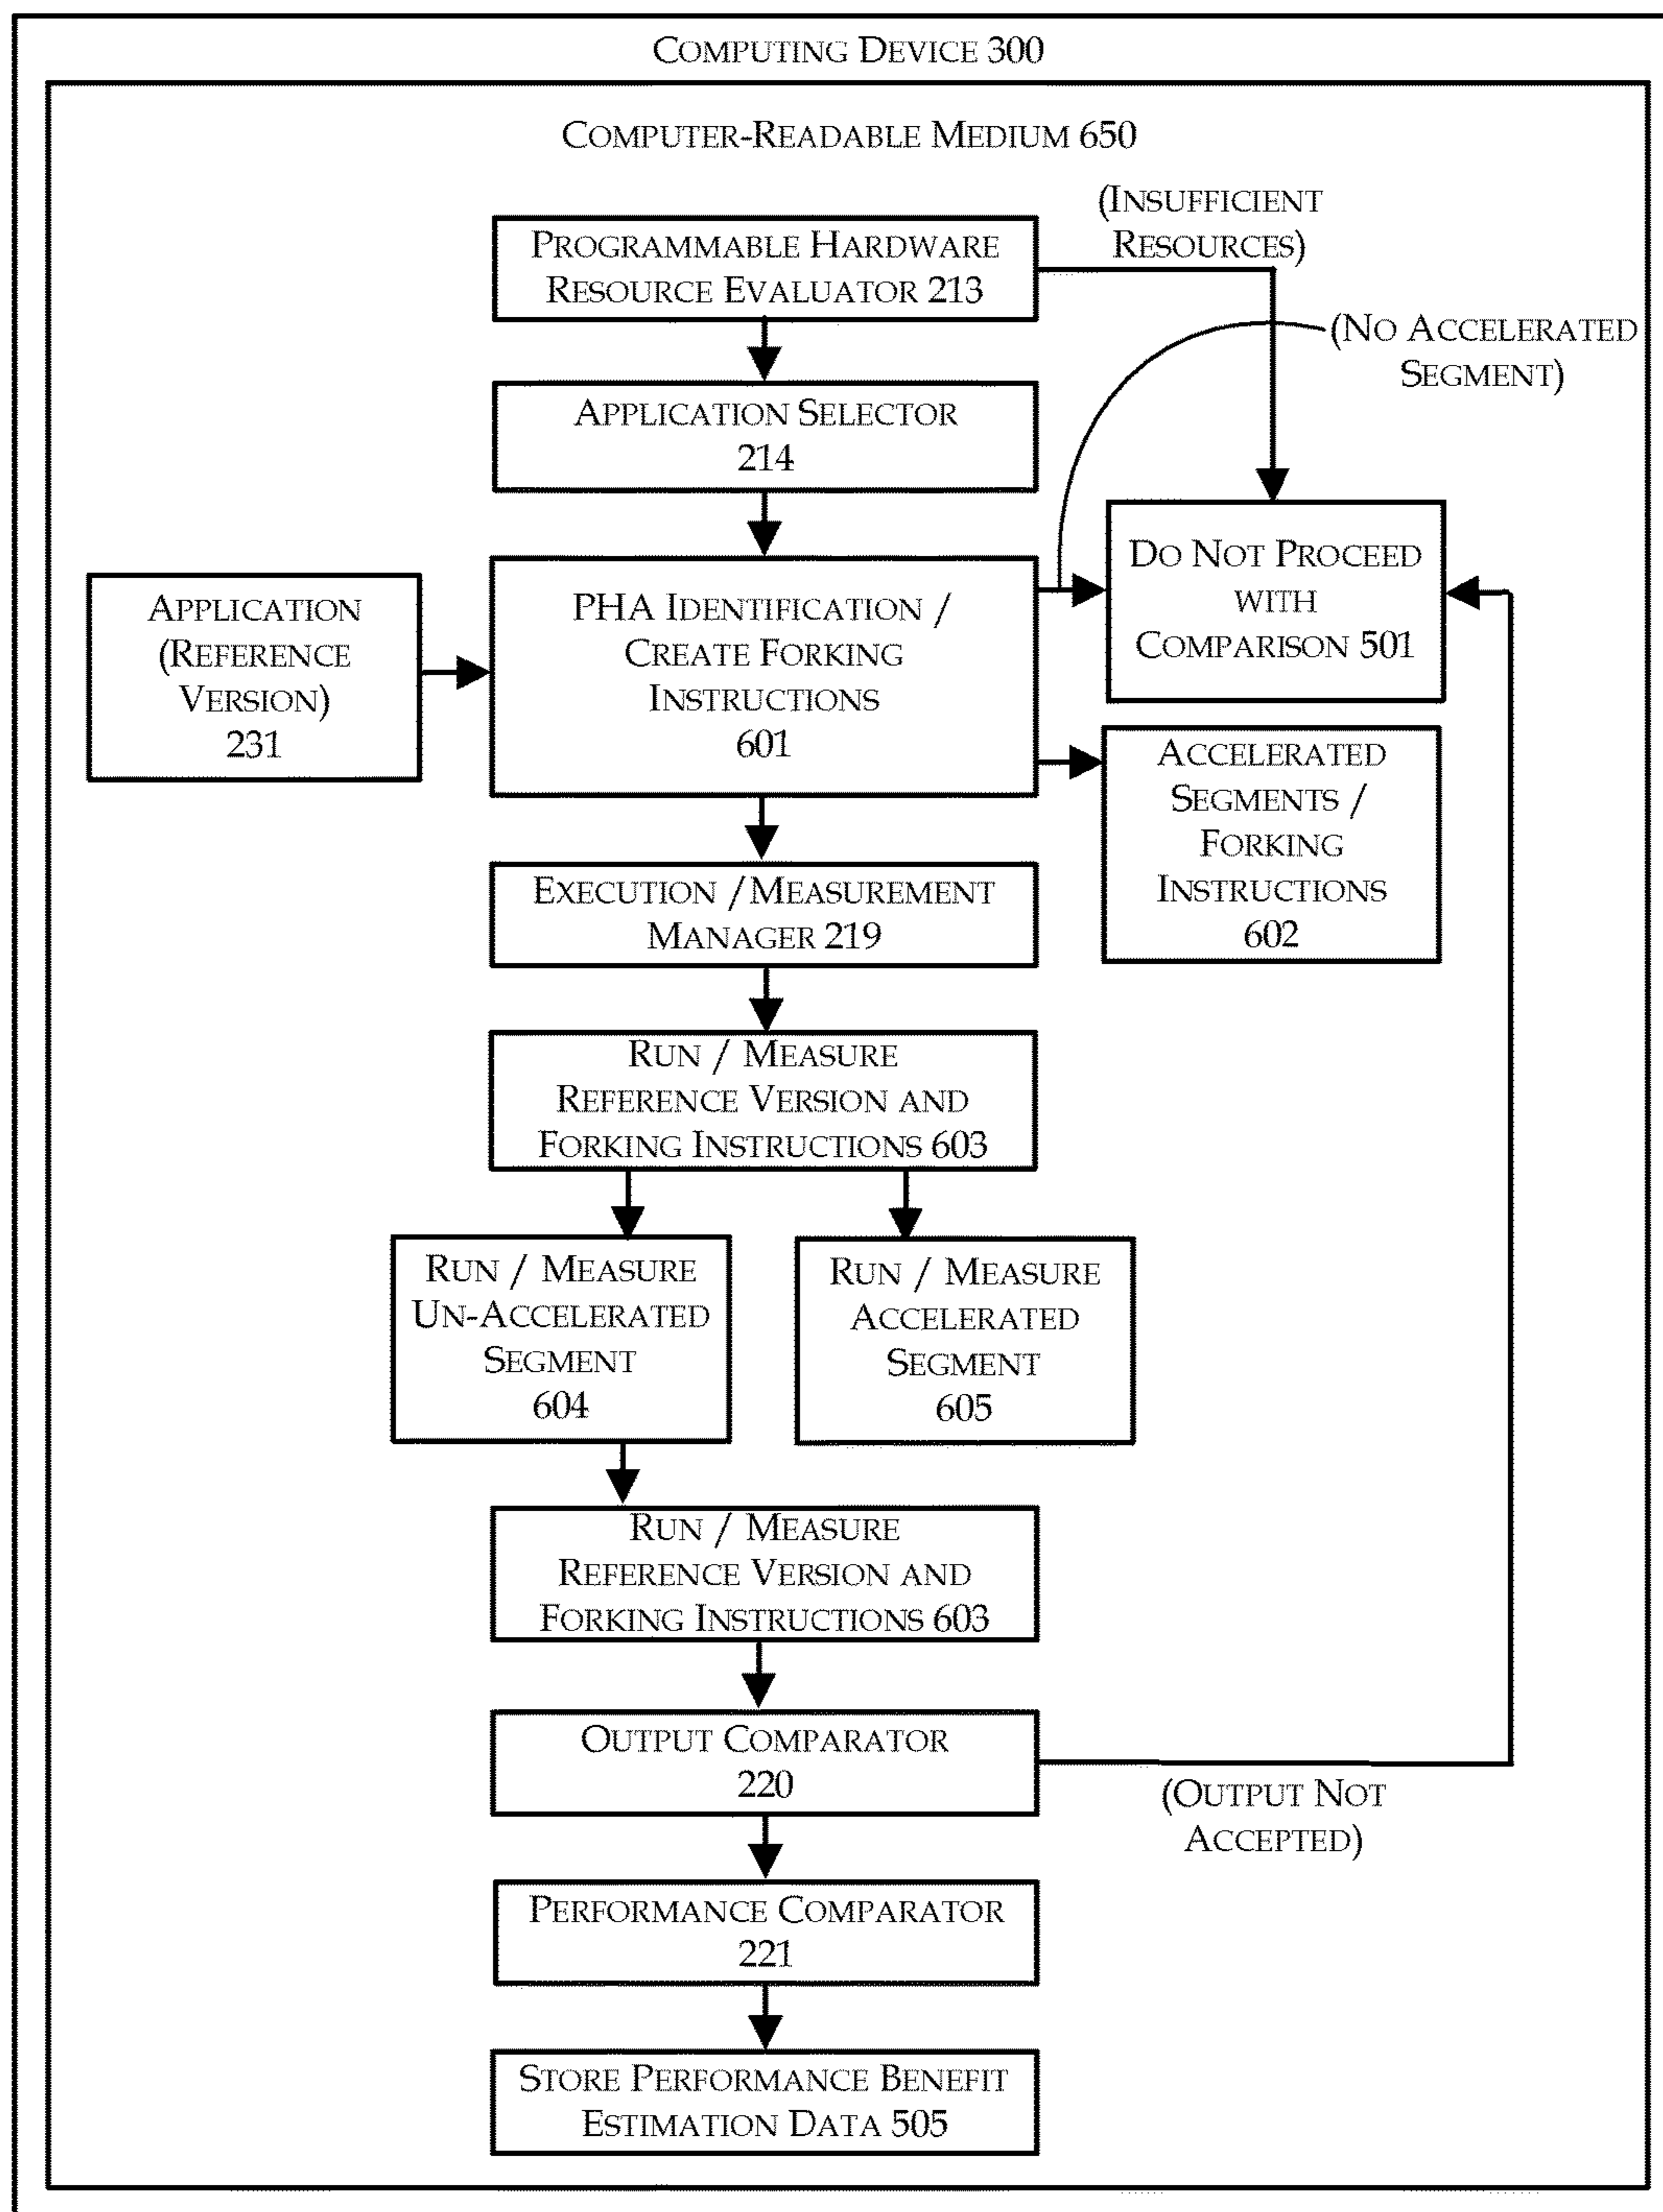 COMPUTING DEVICE 300
COMPUTER-READABLE MEDIUM 650
(INSUFFICIENT
RESOURCES)
PROGRAMMABLE HARDWARE
RESOURCE EVALUATOR 213
(NO ACCELERATED
SEGMENT)
APPLICATION SELECTOR
214
DO NOT PROCEED
WITH
COMPARISON 501
APPLICATION
(REFERENCE
VERSION)
231
PHA IDENTIFICATION /
CREATE FORKING
INSTRUCTIONS
601
ACCELERATED
SEGMENTS /
FORKING
INSTRUCTIONS
602
EXECUTION /MEASUREMENT
MANAGER 219
RUN / MEASURE
REFERENCE VERSION AND
FORKING INSTRUCTIONS 603
RUN / MEASURE
UN-ACCELERATED
SEGMENT
604
RUN / MEASURE
ACCELERATED
SEGMENT
605
RUN / MEASURE
REFERENCE VERSION AND
FORKING INSTRUCTIONS 603
OUTPUT COMPARATOR
220
(OUTPUT NOT
ACCEPTED)
PERFORMANCE COMPARATOR
221
STORE PERFORMANCE BENEFIT
ESTIMATION DATA 505